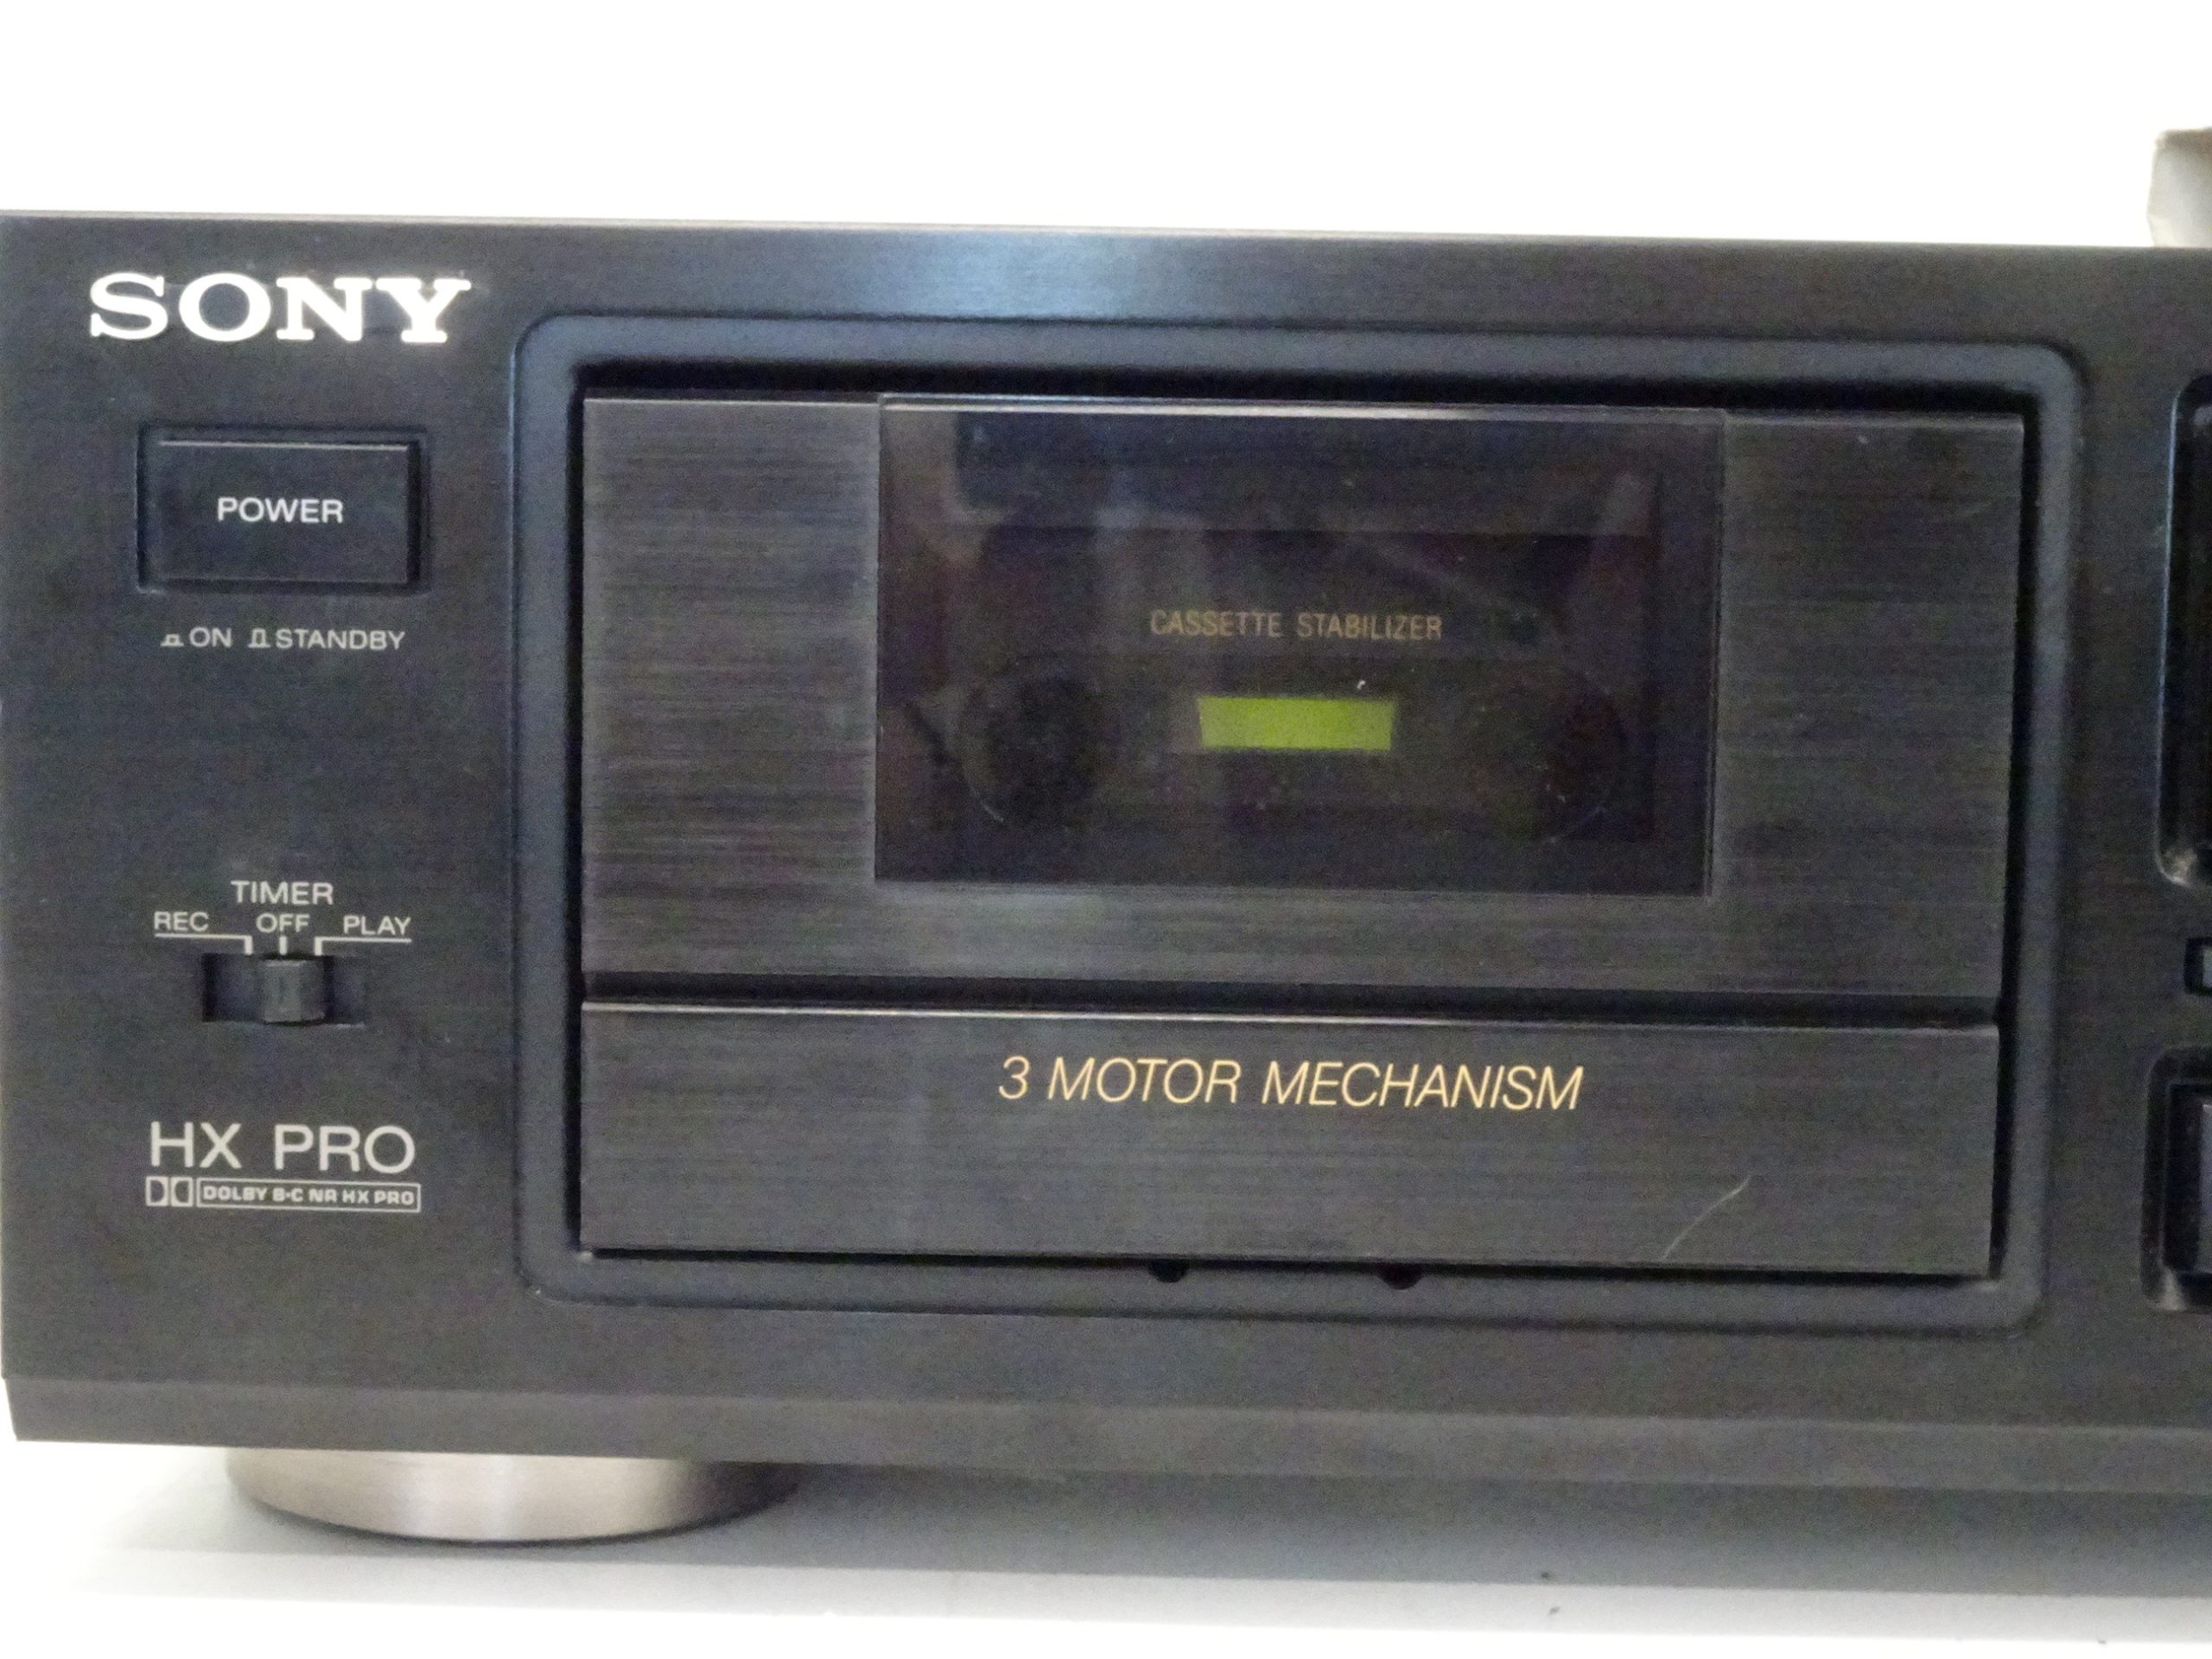 SONY
POWER
ON STANDBY
CASSETTE STABILIZER
TIMER
REC OFF PLAY
3 MOTOR MECHANISM
HX PRO
DOLBY B-C NR HX PRO